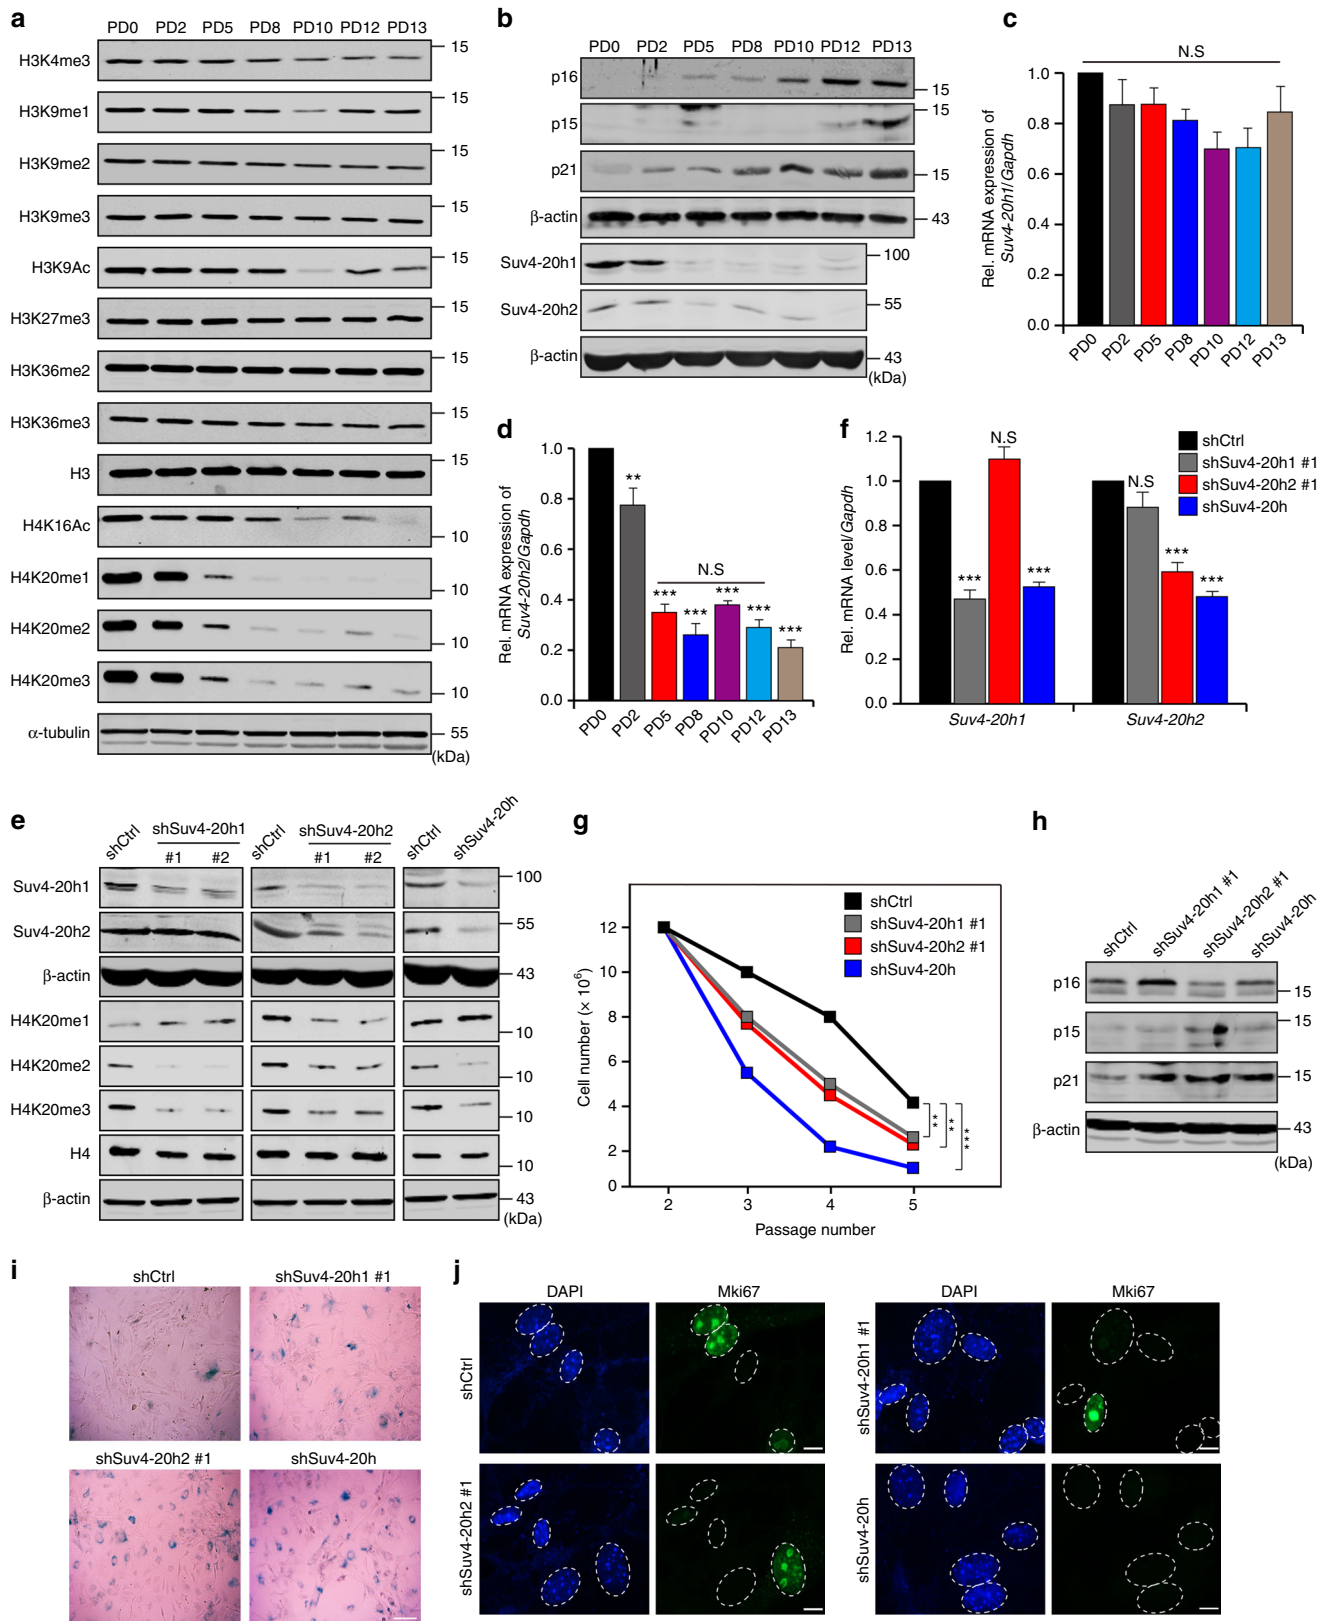 a
PD0 PD2 PD5 PD8 PD10 PD12 PD13
H3K4me3 15
H3K9me1 15
H3K9me2 15
H3K9me3 15
H3K9Ac 15
H3K27me3 15
H3K36me2 15
H3K36me3 15
H3 15
H4K16Ac 10
H4K20me1 10
H4K20me2 10
H4K20me3 10
α-tubulin 55
(kDa)
b
PD0 PD2 PD5 PD8 PD10 PD12 PD13
p16 15
p15 15
p21 15
β-actin 43
Suv4-20h1 100
Suv4-20h2 55
β-actin 43
(kDa)
c
N.S
Rel. mRNA expression of
Suv4-20h1/Gapdh
1.0
0.8
0.6
0.4
0.2
0.0
PD0 PD2 PD5 PD8 PD10 PD12 PD13
d
Rel. mRNA expression of
Suv4-20h2/Gapdh
1.0
0.8
0.6
0.4
0.2
0.0
**
N.S
*** *** *** *** ***
PD0 PD2 PD5 PD8 PD10 PD12 PD13
f
Rel. mRNA level/Gapdh
1.2
1.0
0.8
0.6
0.4
0.2
0.0
N.S
N.S
*** *** *** ***
shCtrl
shSuv4-20h1 #1
shSuv4-20h2 #1
shSuv4-20h
Suv4-20h1 Suv4-20h2
e
shCtrl shSuv4-20h1 shCtrl shSuv4-20h2 shCtrl shSuv4-20h
#1 #2 #1 #2
Suv4-20h1 100
Suv4-20h2 55
β-actin 43
H4K20me1 10
H4K20me2 10
H4K20me3 10
H4 10
β-actin 43
(kDa)
g
Cell number (× 10⁶)
12
10
8
6
4
2
0
shCtrl
shSuv4-20h1 #1
shSuv4-20h2 #1
shSuv4-20h
** ** ***
2 3 4 5
Passage number
h
shCtrl shSuv4-20h1 #1 shSuv4-20h2 #1 shSuv4-20h
p16 15
p15 15
p21 15
β-actin 43
(kDa)
i
shCtrl shSuv4-20h1 #1
shSuv4-20h2 #1 shSuv4-20h
j
DAPI Mki67 DAPI Mki67
shCtrl shSuv4-20h1 #1
shSuv4-20h2 #1 shSuv4-20h